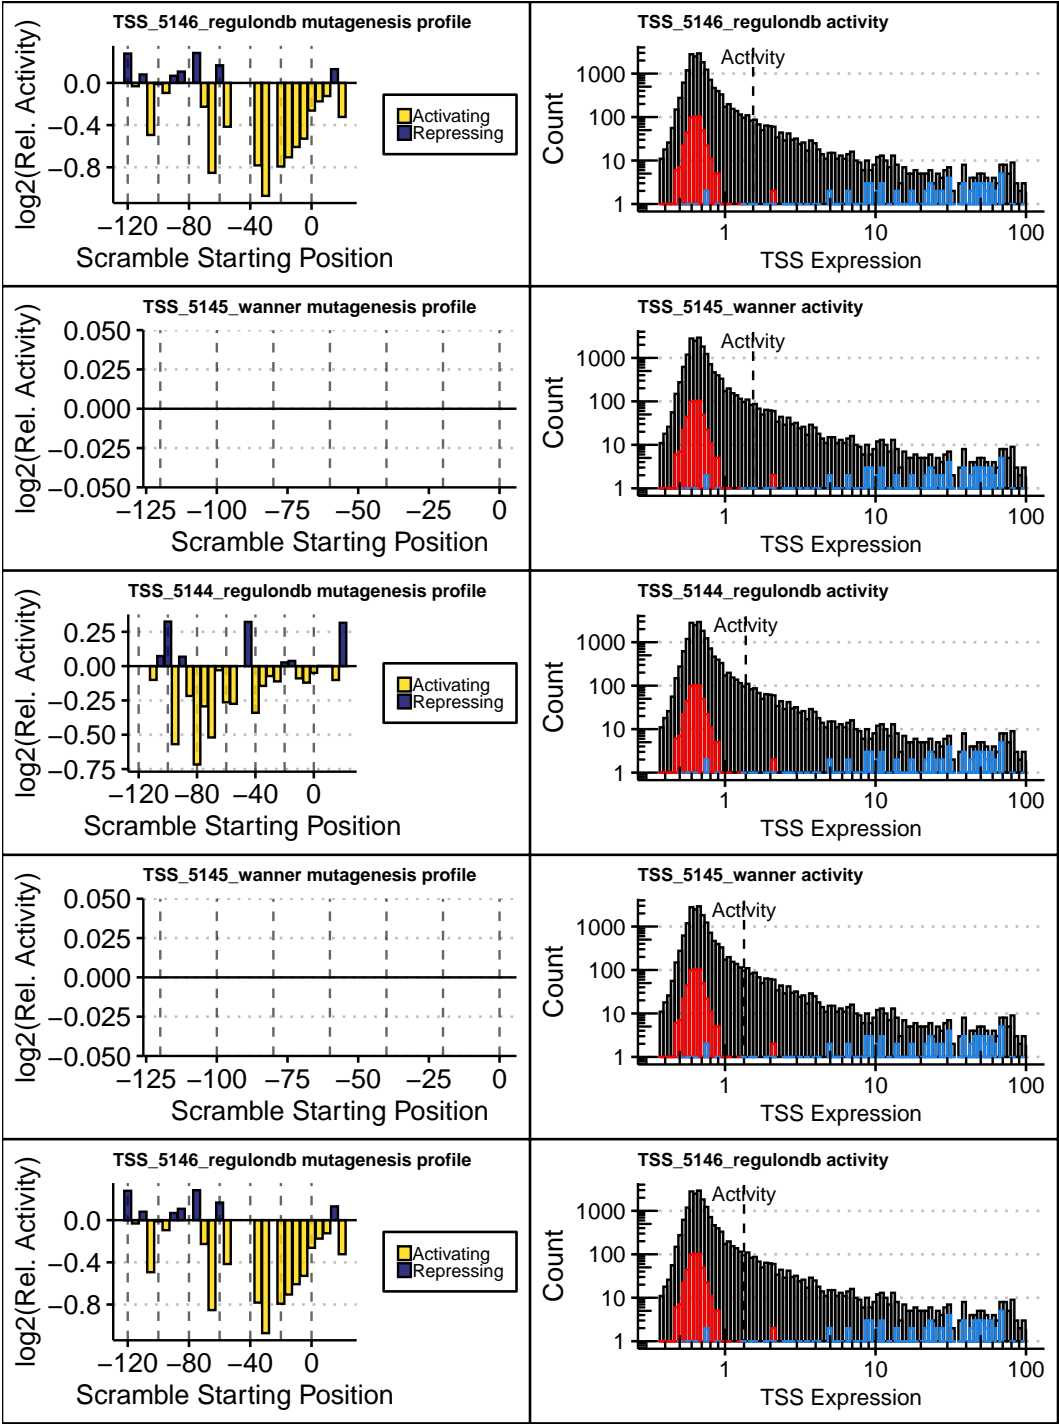 TSS_5146_regulondb mutagenesis profile
log2(Rel. Activity)
0.0
−0.4
−0.8
−120 −80 −40 0
Scramble Starting Position
Activating
Repressing
TSS_5146_regulondb activity
Activity
Count
1000
100
10
1
1 10 100
TSS Expression
TSS_5145_wanner mutagenesis profile
log2(Rel. Activity)
0.050
0.025
0.000
−0.025
−0.050
−125 −100 −75 −50 −25 0
Scramble Starting Position
TSS_5145_wanner activity
Activity
Count
1000
100
10
1
1 10 100
TSS Expression
TSS_5144_regulondb mutagenesis profile
log2(Rel. Activity)
0.25
0.00
−0.25
−0.50
−0.75
−120 −80 −40 0
Scramble Starting Position
Activating
Repressing
TSS_5144_regulondb activity
Activity
Count
1000
100
10
1
1 10 100
TSS Expression
TSS_5145_wanner mutagenesis profile
log2(Rel. Activity)
0.050
0.025
0.000
−0.025
−0.050
−125 −100 −75 −50 −25 0
Scramble Starting Position
TSS_5145_wanner activity
Activity
Count
1000
100
10
1
1 10 100
TSS Expression
TSS_5146_regulondb mutagenesis profile
log2(Rel. Activity)
0.0
−0.4
−0.8
−120 −80 −40 0
Scramble Starting Position
Activating
Repressing
TSS_5146_regulondb activity
Activity
Count
1000
100
10
1
1 10 100
TSS Expression